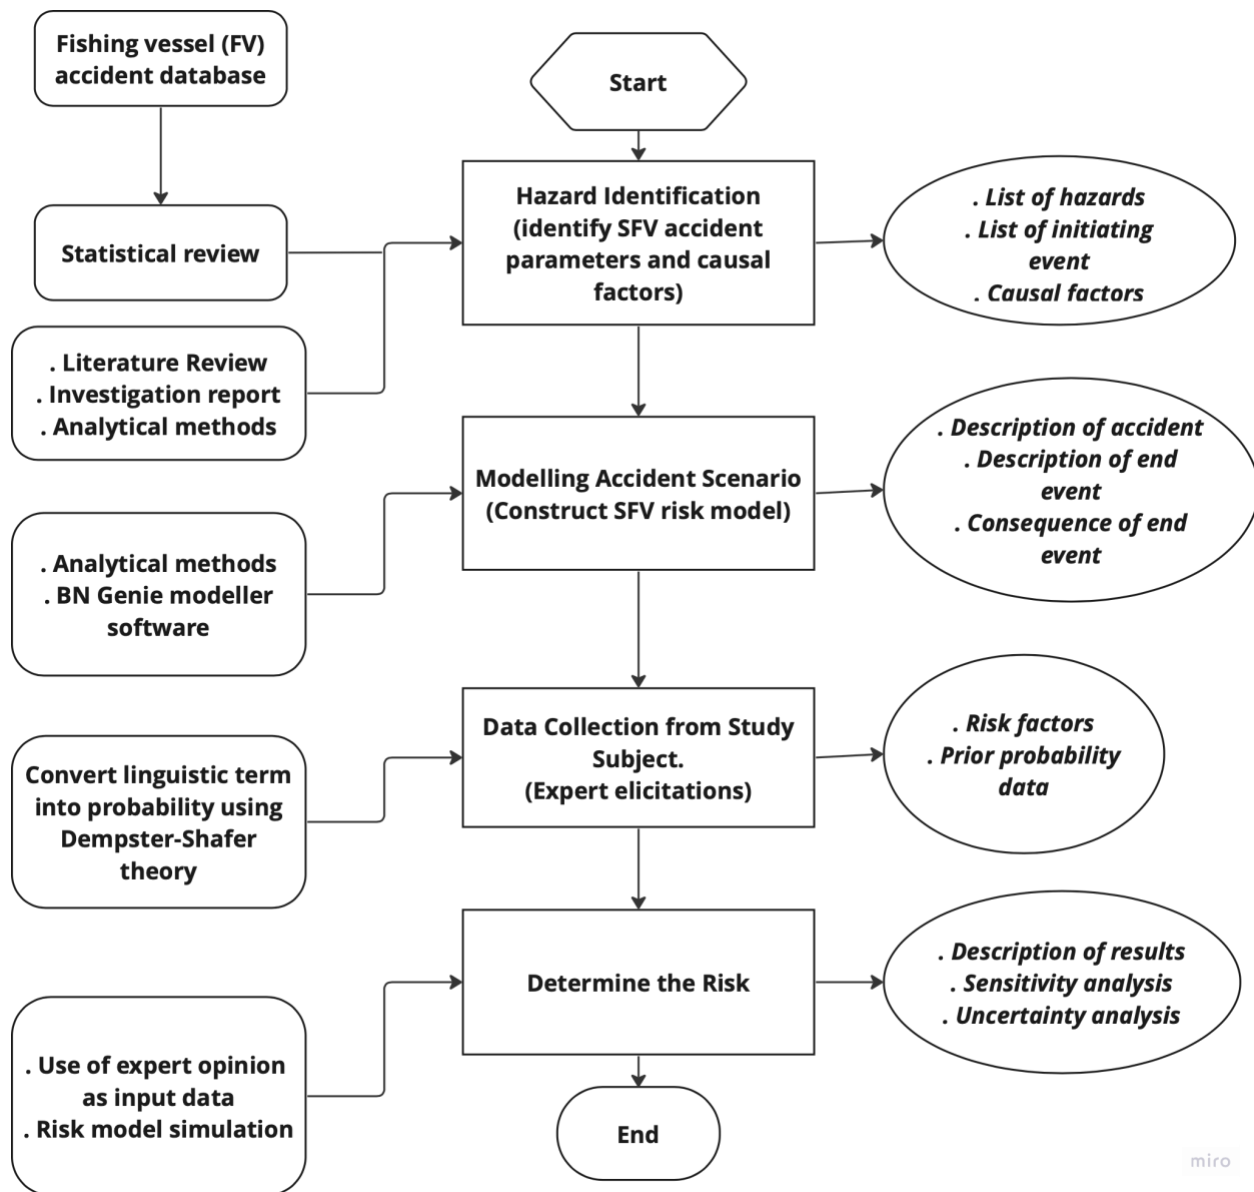 Fishing vessel (FV)
accident database
Start
Statistical review
Hazard Identification
(identify SFV accident
parameters and causal
factors)
. List of hazards
. List of initiating
event
. Causal factors
. Literature Review
. Investigation report
. Analytical methods
Modelling Accident Scenario
(Construct SFV risk model)
. Description of accident
. Description of end
event
. Consequence of end
event
. Analytical methods
. BN Genie modeller
software
Data Collection from Study
Subject.
(Expert elicitations)
. Risk factors
. Prior probability
data
Convert linguistic term
into probability using
Dempster-Shafer
theory
Determine the Risk
. Description of results
. Sensitivity analysis
. Uncertainty analysis
. Use of expert opinion
as input data
. Risk model simulation
End
miro